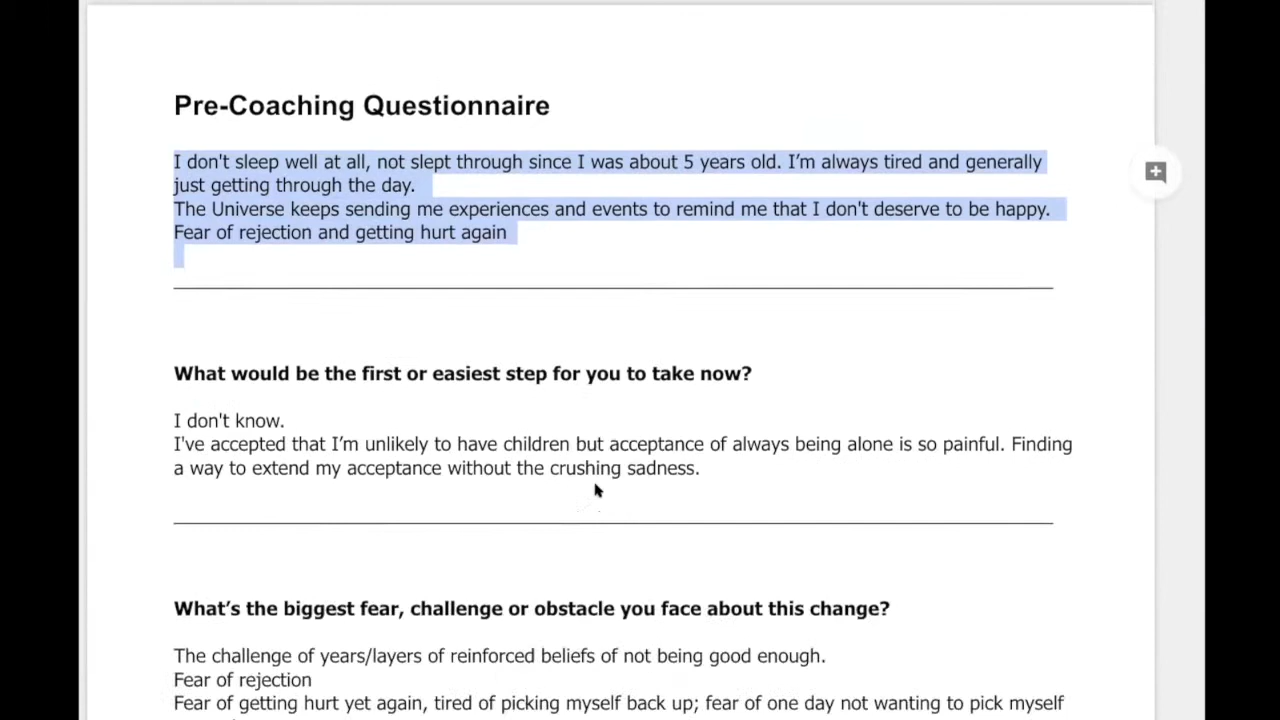 Pre-Coaching Questionnaire
I don't sleep well at all, not slept through since I was about 5 years old. I’m always tired and generally
just getting through the day.
The Universe keeps sending me experiences and events to remind me that I don't deserve to be happy.
Fear of rejection and getting hurt again
What would be the first or easiest step for you to take now?
I don't know.
I've accepted that I’m unlikely to have children but acceptance of always being alone is so painful. Finding
a way to extend my acceptance without the crushing sadness.
What’s the biggest fear, challenge or obstacle you face about this change?
The challenge of years/layers of reinforced beliefs of not being good enough.
Fear of rejection
Fear of getting hurt yet again, tired of picking myself back up; fear of one day not wanting to pick myself